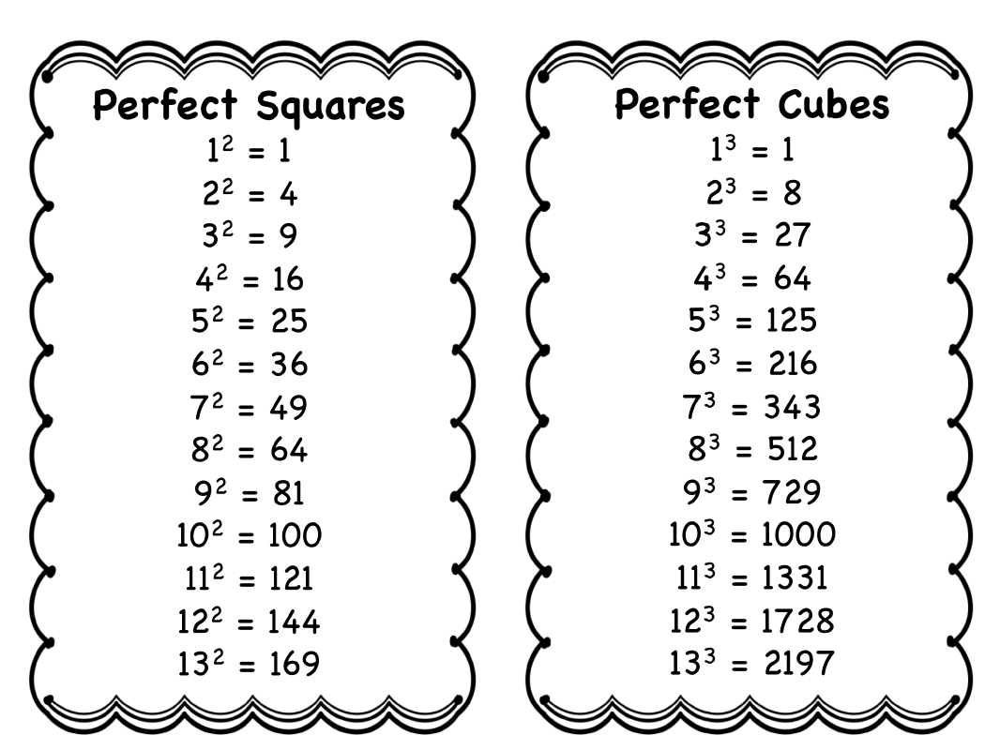 Perfect Squares
1² = 1
2² = 4
3² = 9
4² = 16
5² = 25
6² = 36
7² = 49
8² = 64
9² = 81
10² = 100
11² = 121
12² = 144
13² = 169
Perfect Cubes
1³ = 1
2³ = 8
3³ = 27
4³ = 64
5³ = 125
6³ = 216
7³ = 343
8³ = 512
9³ = 729
10³ = 1000
11³ = 1331
12³ = 1728
13³ = 2197